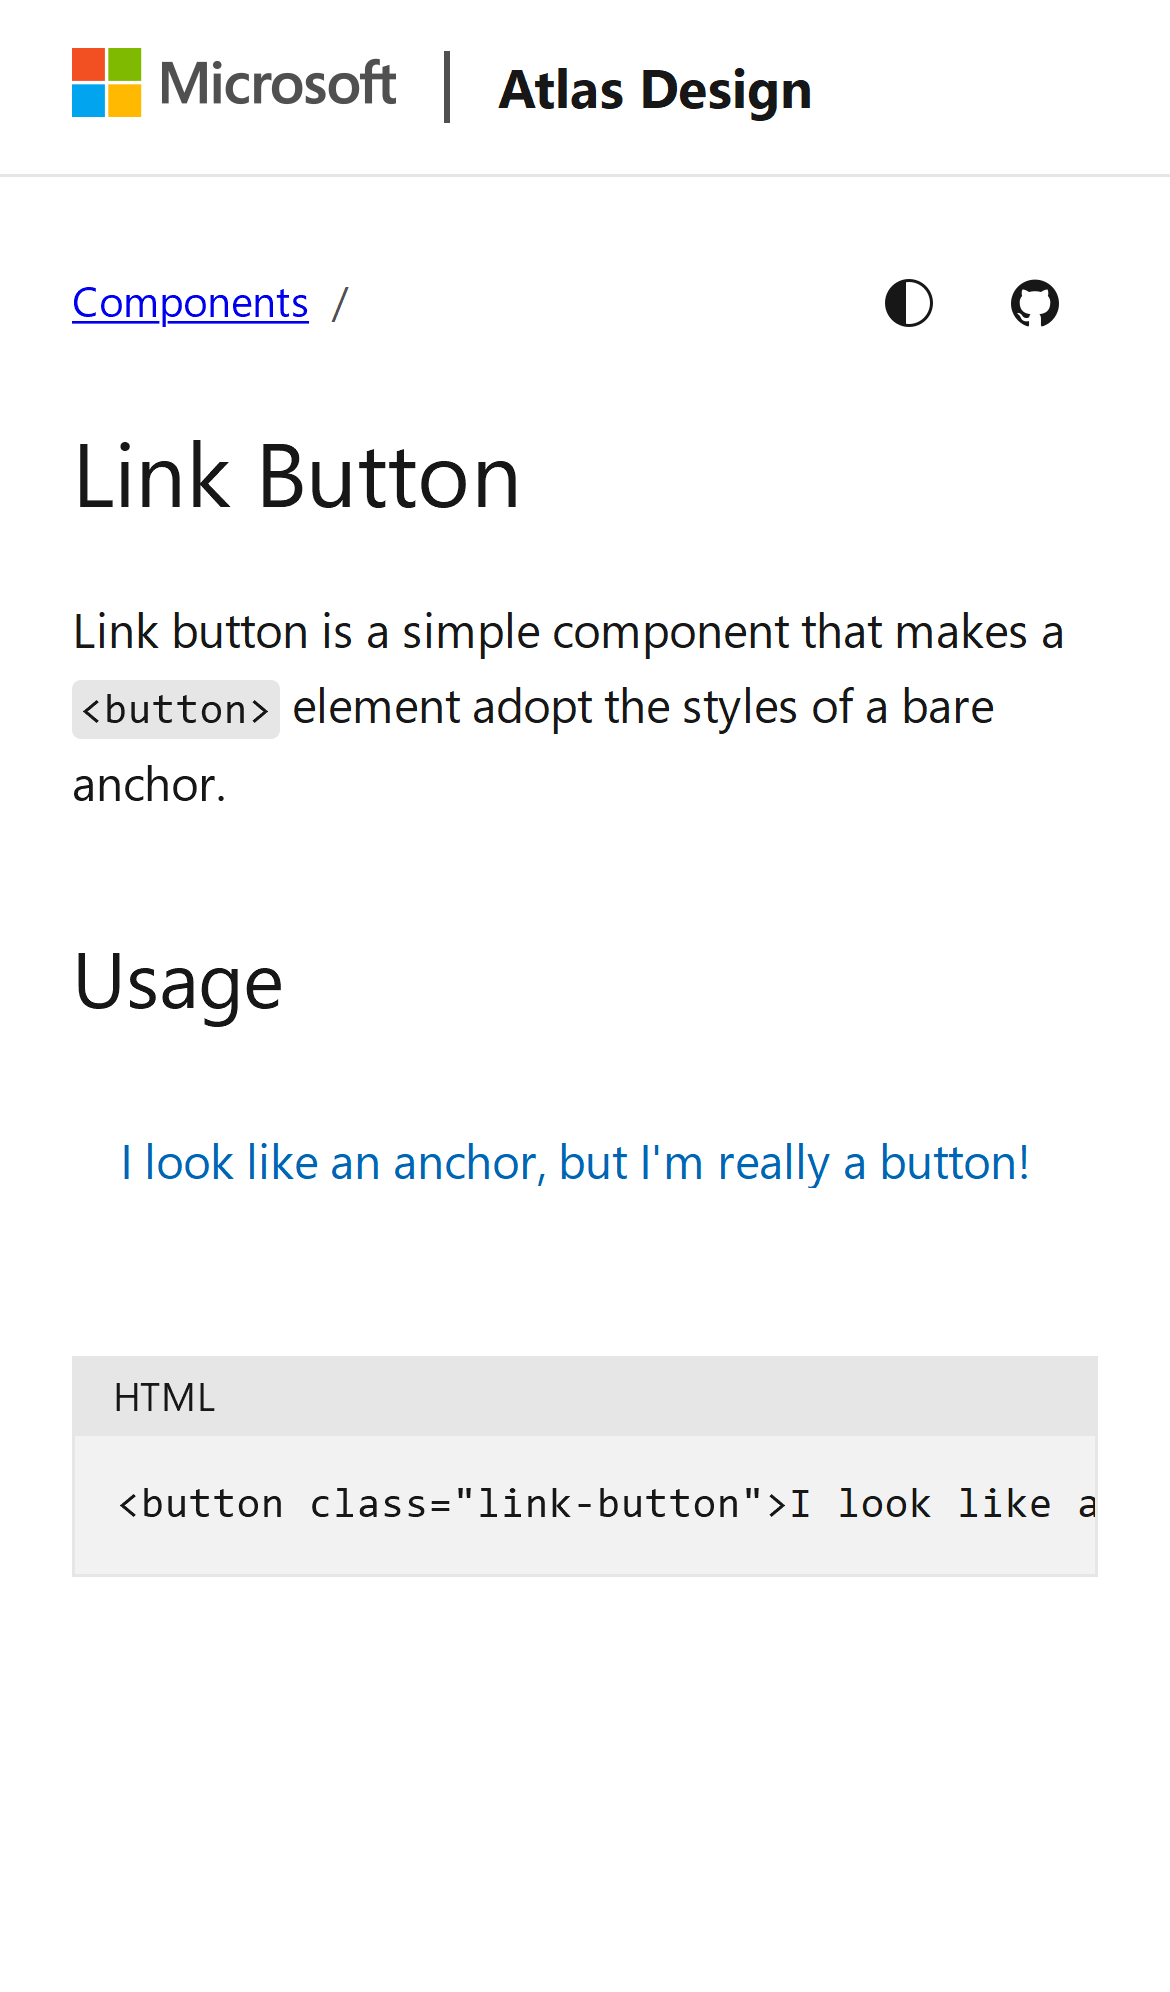 Microsoft | Atlas Design
Components /
Link Button
Link button is a simple component that makes a
<button> element adopt the styles of a bare
anchor.
Usage
I look like an anchor, but I'm really a button!
HTML
<button class="link-button">I look like a